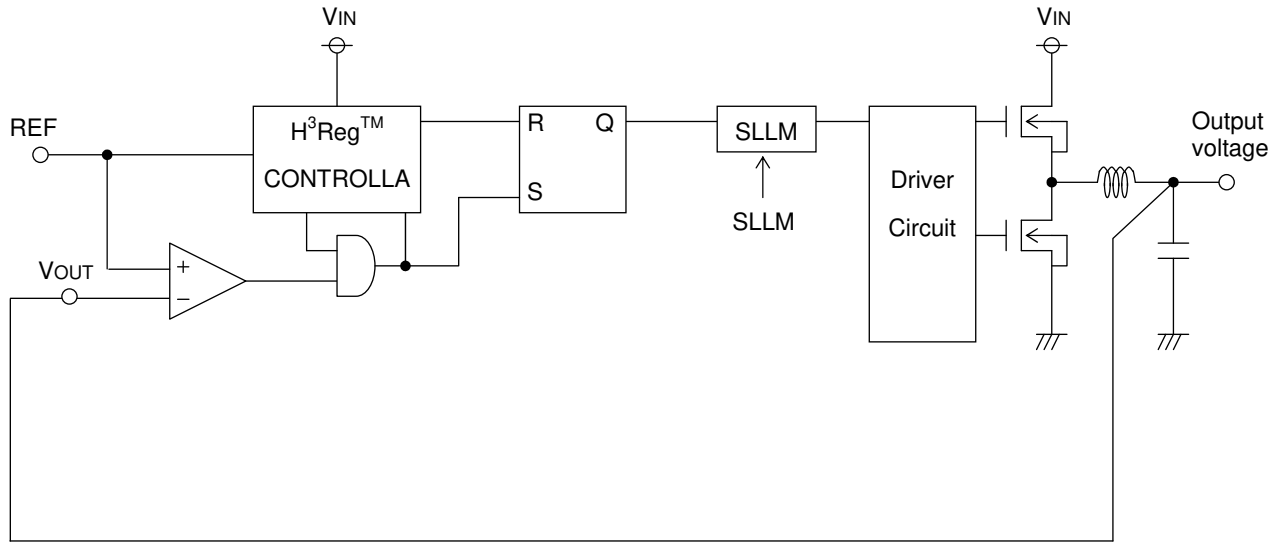 VIN
VIN
REF
H³Reg™
CONTROLLA
R
Q
S
SLLM
SLLM
Driver
Circuit
Output
voltage
VOUT
+
−